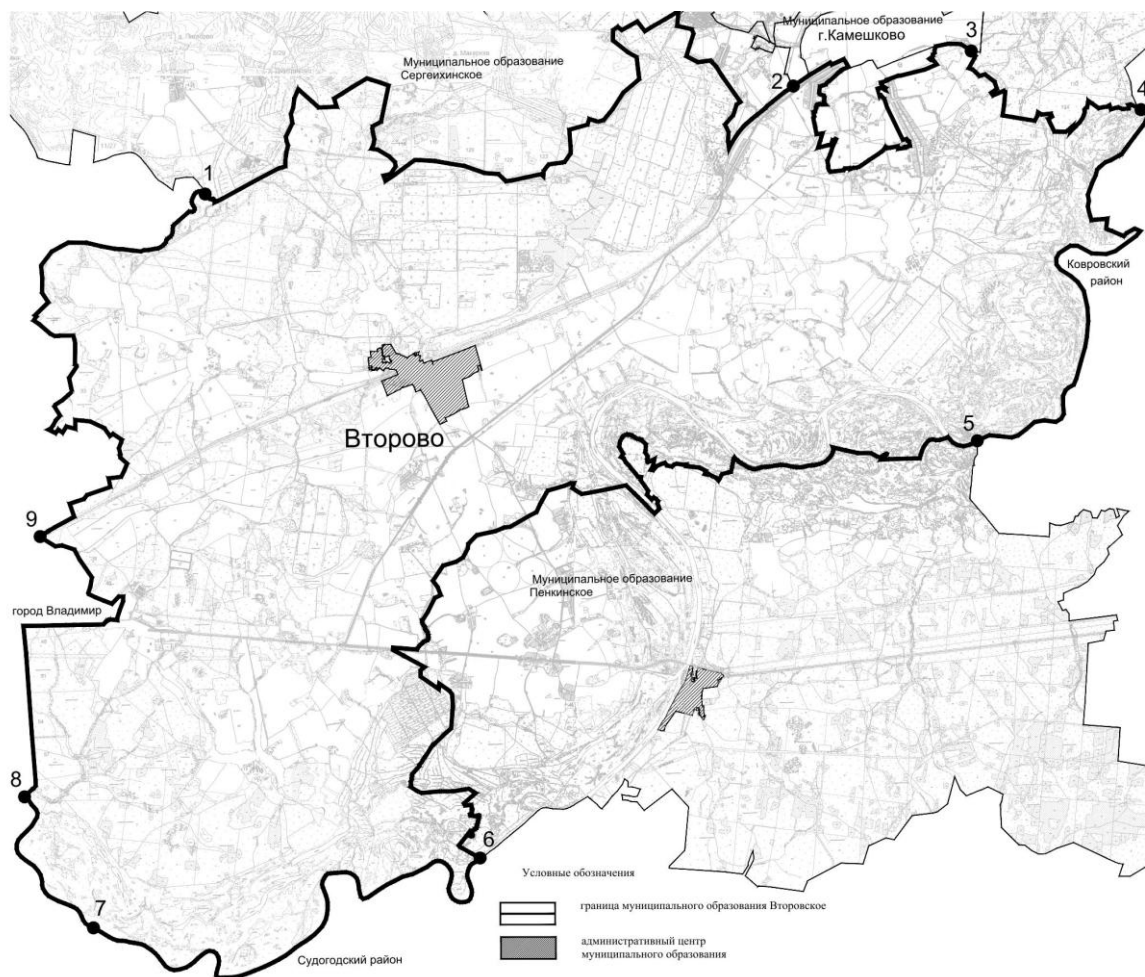 Муниципальное образование
г.Камешково
Муниципальное образование
Сергеихинское
1
2
3
4
Ковровский
район
Второво
5
9
Муниципальное образование
Пенкинское
город Владимир
8
6
7
Судогодский район
Условные обозначения
граница муниципального образования Второвское
административный центр
муниципального образования